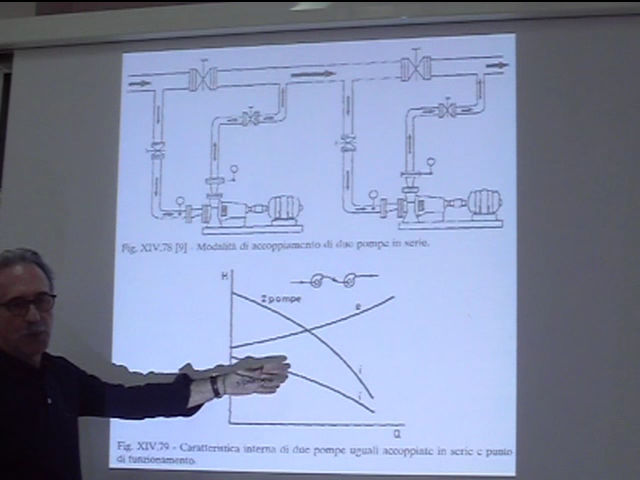 Fig. XIV.78 [9] - Modalità di accoppiamento di due pompe in serie.
H
2 pompe
e
i
i
Q
Fig. XIV.79 - Caratteristica interna di due pompe uguali accoppiate in serie e punto
di funzionamento.